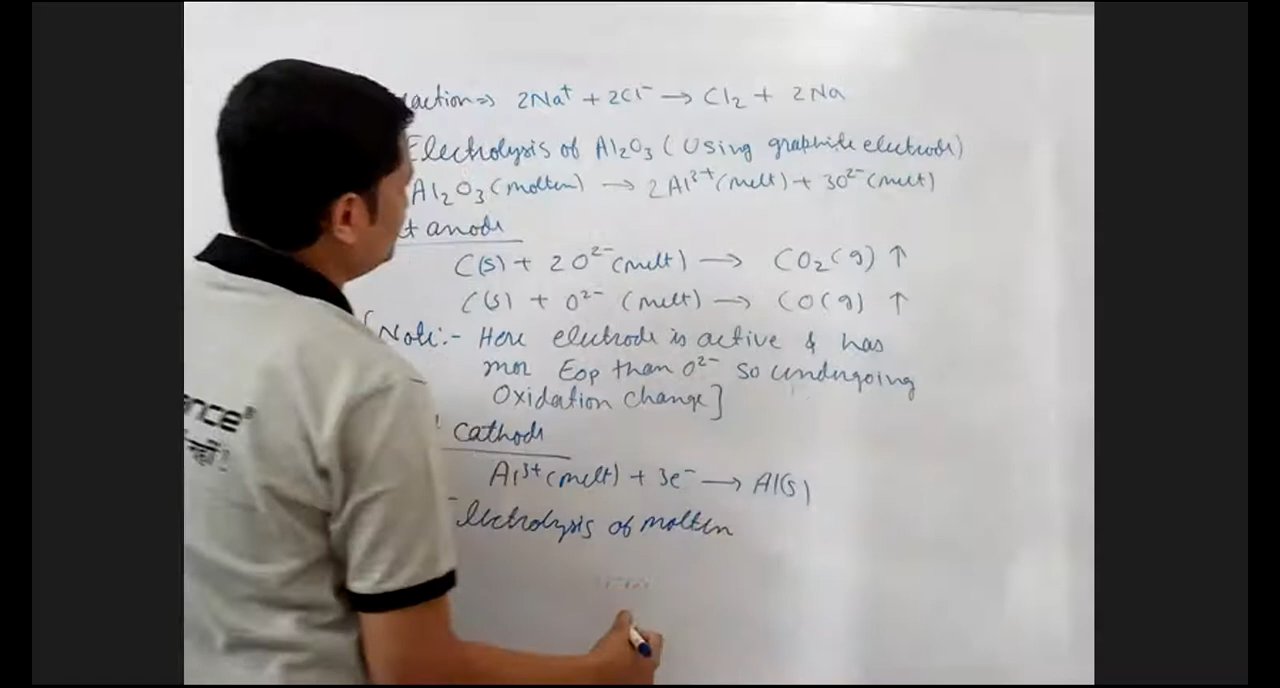 action ⇒ 2Na⁺ + 2Cl⁻ → Cl₂ + 2Na
Electrolysis of Al₂O₃ (Using graphite electrode)
Al₂O₃ (molten) → 2Al³⁺ (melt) + 3O²⁻ (melt)
t anode
C(s) + 2O²⁻ (melt) → CO₂(g) ↑
C(s) + O²⁻ (melt) → CO(g) ↑
[Note:- Here electrode is active & has
mor Eop than O²⁻ so undergoing
Oxidation change]
cathode
Al³⁺ (melt) + 3e⁻ → Al(s)
lectrolysis of molten
nce®